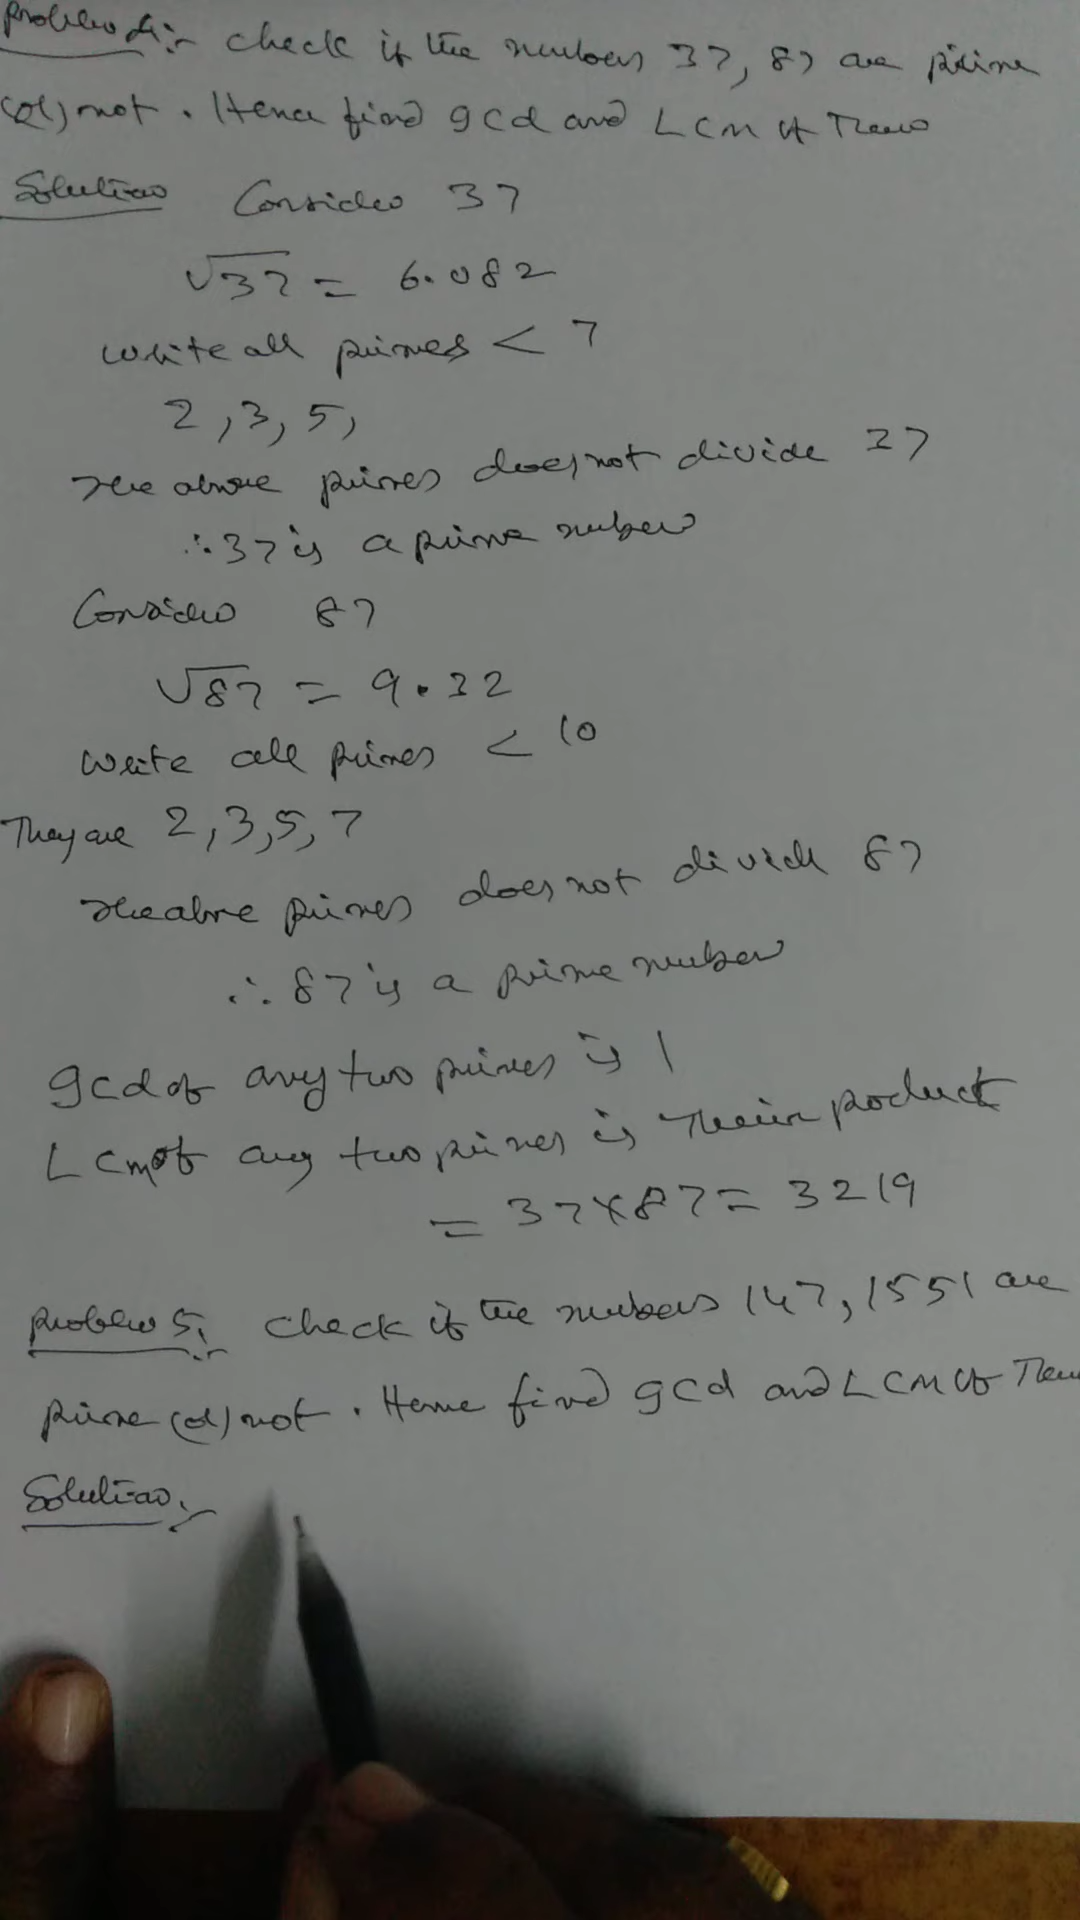 Problem 4:- check if the numbers 37, 87 are prime
(or) not. Hence find gcd and LCM of Them
Solution Consider 37
√37 = 6.082
write all primes < 7
2, 3, 5,
The above primes does not divide 37
∴ 37 is a prime number
Consider 87
√87 = 9.32
Write all primes < 10
They are 2, 3, 5, 7
The above primes does not divide 87
∴ 87 is a prime number
gcd of any two primes is 1
LCM of any two primes is Their product
= 37 × 87 = 3219
Problem 5:- check if the numbers 147, 1551 are
prime (or) not. Hence find gcd and LCM of Them
Solution:-